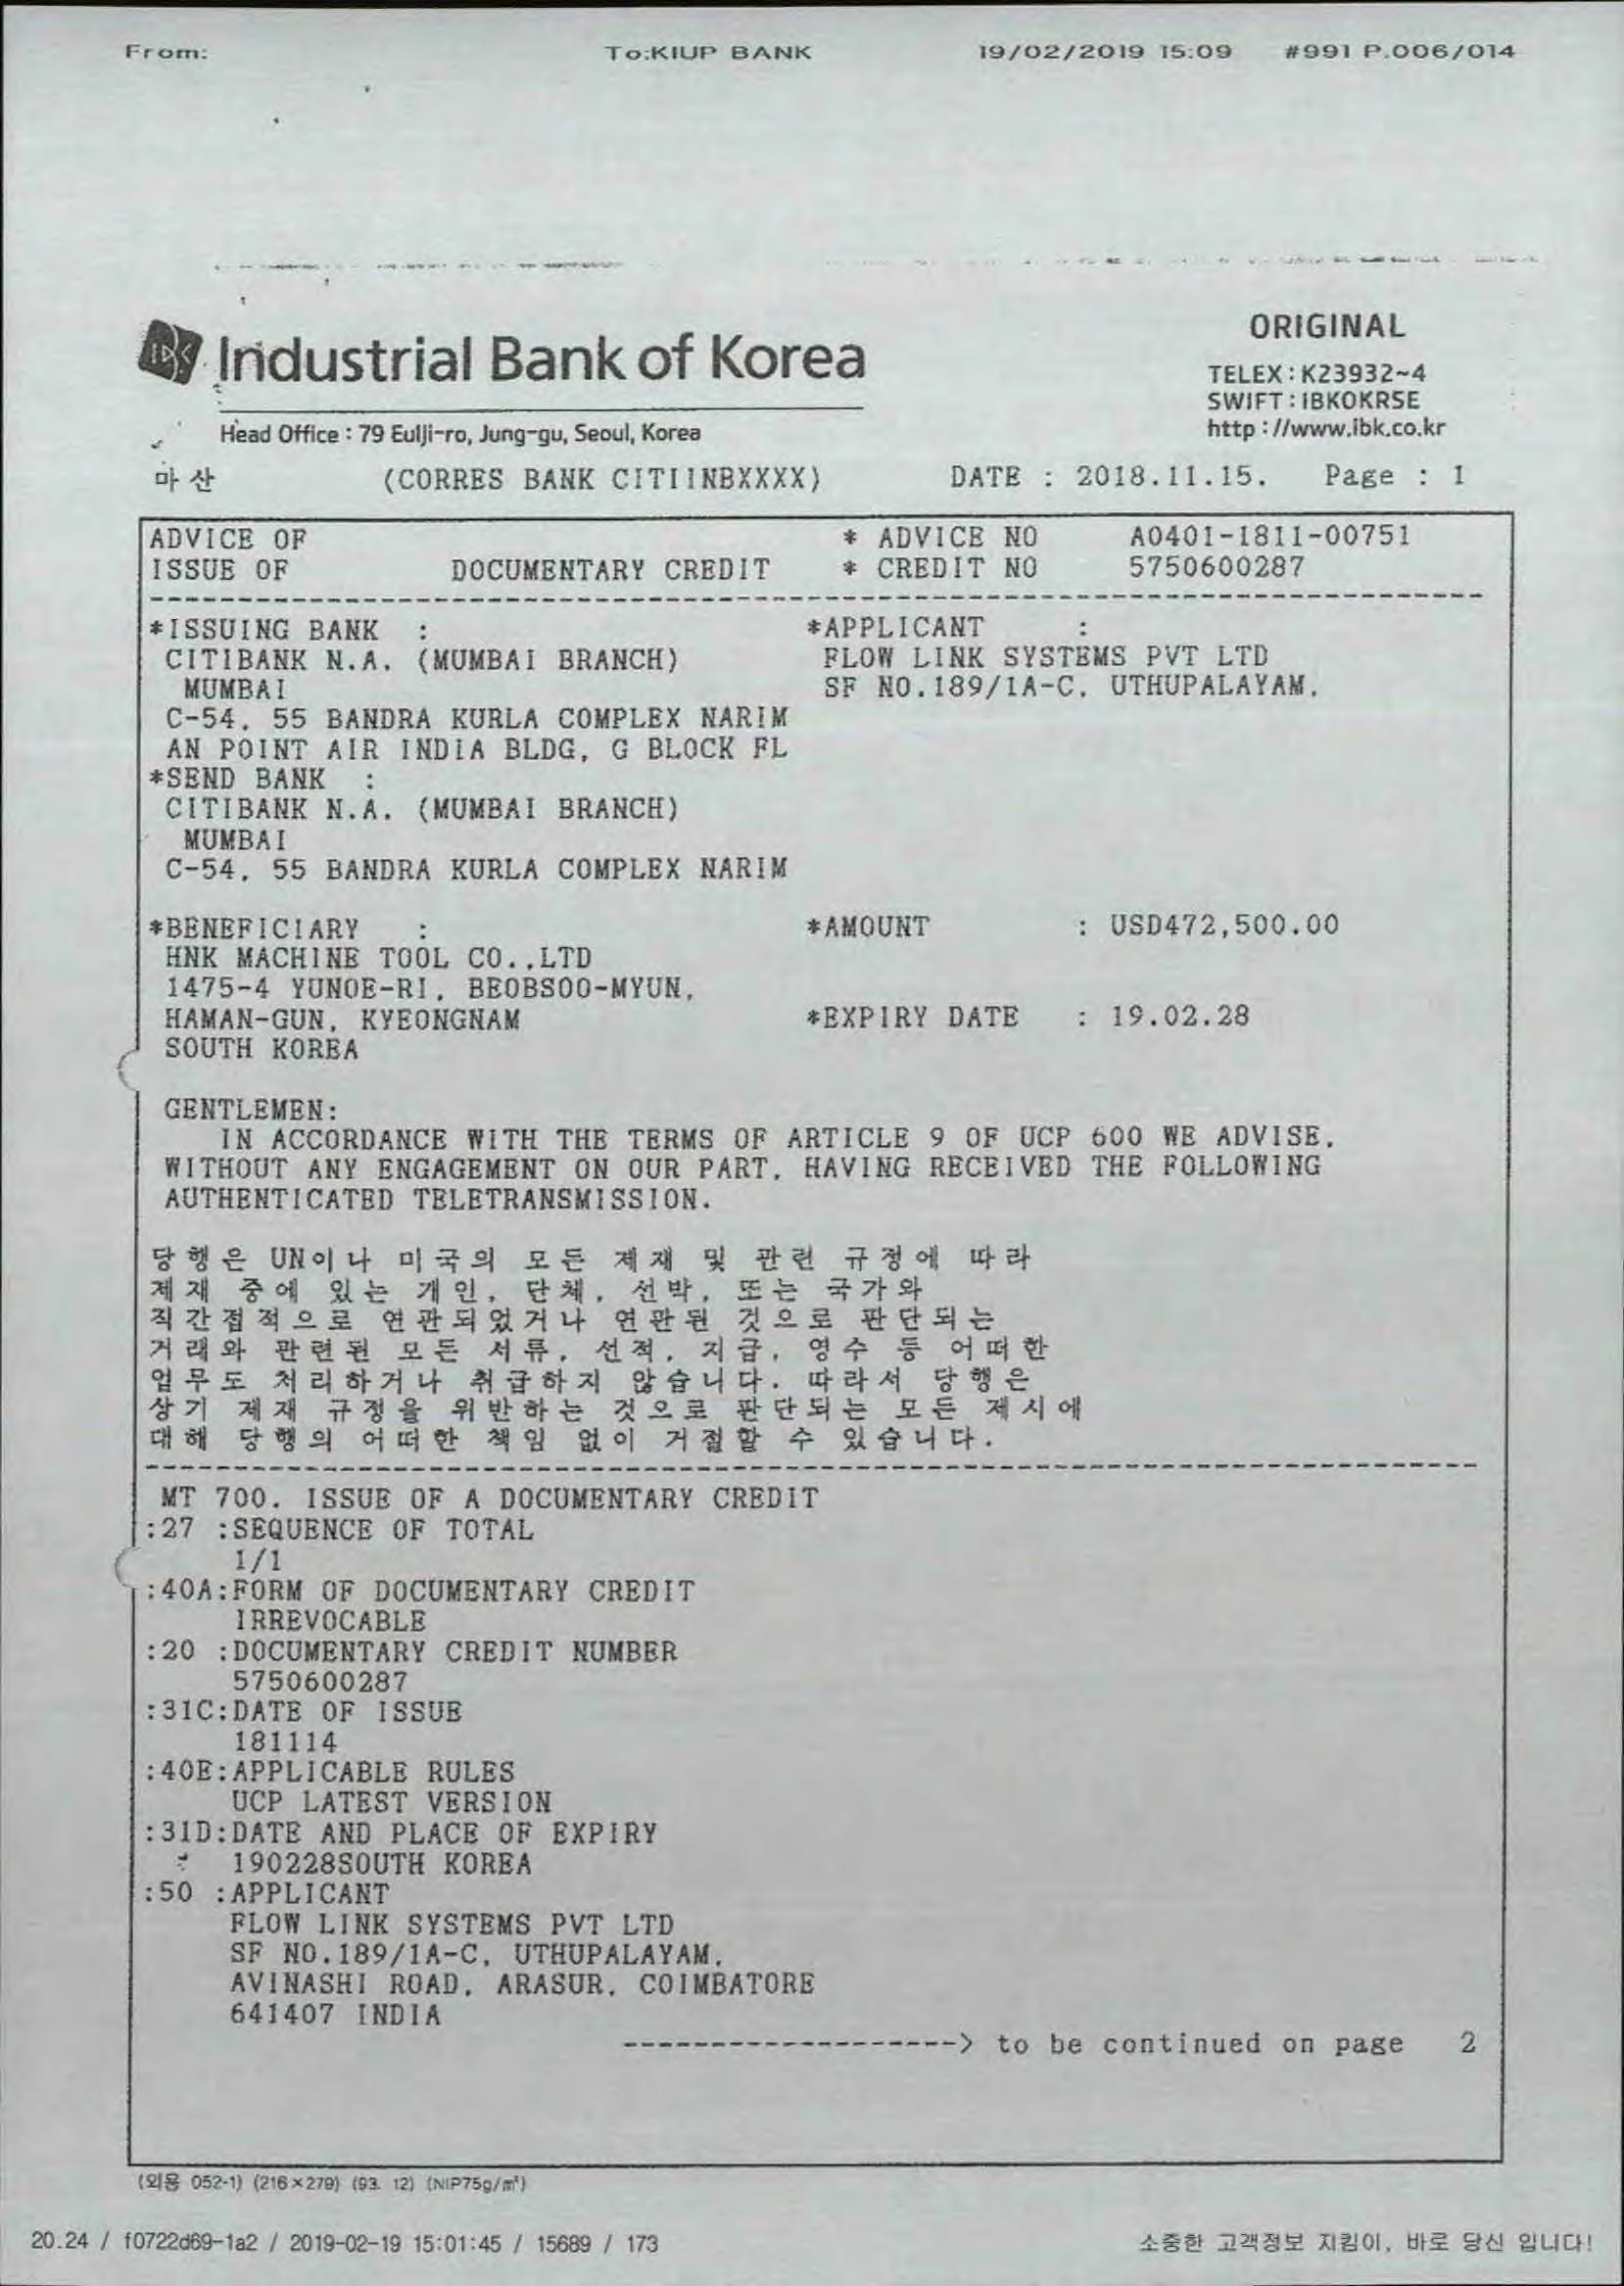 From: To:KIUP BANK 19/02/2019 15:09 #991 P.006/014
Industrial Bank of Korea
Head Office : 79 Eulji-ro, Jung-gu, Seoul, Korea
ORIGINAL
TELEX : K23932~4
SWIFT : IBKOKRSE
http : //www.ibk.co.kr
마산 (CORRES BANK CITIINBXXXX) DATE : 2018.11.15. Page : 1
ADVICE OF * ADVICE NO A0401-1811-00751
ISSUE OF DOCUMENTARY CREDIT * CREDIT NO 5750600287
*ISSUING BANK : *APPLICANT :
CITIBANK N.A. (MUMBAI BRANCH) FLOW LINK SYSTEMS PVT LTD
MUMBAI SF NO.189/1A-C, UTHUPALAYAM,
C-54, 55 BANDRA KURLA COMPLEX NARIM
AN POINT AIR INDIA BLDG, G BLOCK FL
*SEND BANK :
CITIBANK N.A. (MUMBAI BRANCH)
MUMBAI
C-54, 55 BANDRA KURLA COMPLEX NARIM
*BENEFICIARY : *AMOUNT : USD472,500.00
HNK MACHINE TOOL CO.,LTD
1475-4 YUNOE-RI, BEOBSOO-MYUN,
HAMAN-GUN, KYEONGNAM *EXPIRY DATE : 19.02.28
SOUTH KOREA
GENTLEMEN:
IN ACCORDANCE WITH THE TERMS OF ARTICLE 9 OF UCP 600 WE ADVISE,
WITHOUT ANY ENGAGEMENT ON OUR PART, HAVING RECEIVED THE FOLLOWING
AUTHENTICATED TELETRANSMISSION.
당행은 UN이나 미국의 모든 제재 및 관련 규정에 따라
제재 중에 있는 개인, 단체, 선박, 또는 국가와
직간접적으로 연관되었거나 연관된 것으로 판단되는
거래와 관련된 모든 서류, 선적, 지급, 영수 등 어떠한
업무도 처리하거나 취급하지 않습니다. 따라서 당행은
상기 제재 규정을 위반하는 것으로 판단되는 모든 제시에
대해 당행의 어떠한 책임 없이 거절할 수 있습니다.
MT 700. ISSUE OF A DOCUMENTARY CREDIT
:27 :SEQUENCE OF TOTAL
1/1
:40A:FORM OF DOCUMENTARY CREDIT
IRREVOCABLE
:20 :DOCUMENTARY CREDIT NUMBER
5750600287
:31C:DATE OF ISSUE
181114
:40E:APPLICABLE RULES
UCP LATEST VERSION
:31D:DATE AND PLACE OF EXPIRY
190228SOUTH KOREA
:50 :APPLICANT
FLOW LINK SYSTEMS PVT LTD
SF NO.189/1A-C, UTHUPALAYAM,
AVINASHI ROAD, ARASUR, COIMBATORE
641407 INDIA
-------------------> to be continued on page 2
(외용 052-1) (216×279) (93. 12) (NIP75g/㎡)
20.24 / f0722d69-1a2 / 2019-02-19 15:01:45 / 15689 / 173 소중한 고객정보 지킴이, 바로 당신 입니다!